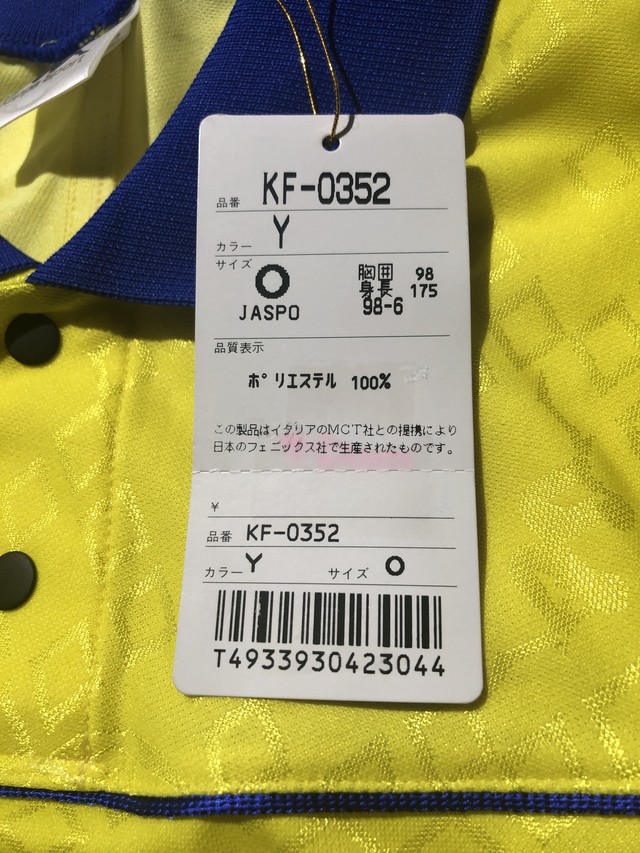 品番 KF-0352
カラー Y
サイズ O 胸囲 98
JASPO 身長 175
98-6
品質表示
ポリエステル 100%
この製品はイタリアのMCT社との提携により
日本のフェニックス社で生産されたものです。
¥
品番 KF-0352
カラー Y サイズ O
T4933930423044